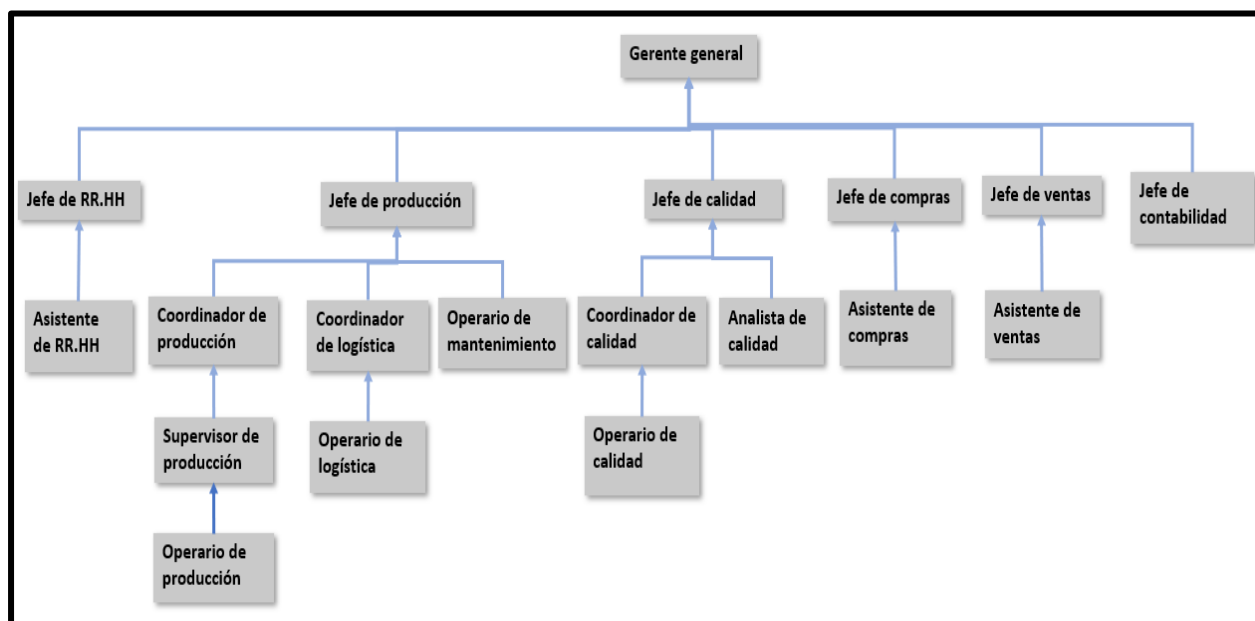 Gerente general
Jefe de RR.HH
Jefe de producción
Jefe de calidad
Jefe de compras
Jefe de ventas
Jefe de
contabilidad
Asistente
de RR.HH
Coordinador de
producción
Coordinador
de logística
Operario de
mantenimiento
Coordinador de
calidad
Analista de
calidad
Asistente de
compras
Asistente de
ventas
Supervisor de
producción
Operario de
logística
Operario de
calidad
Operario de
producción